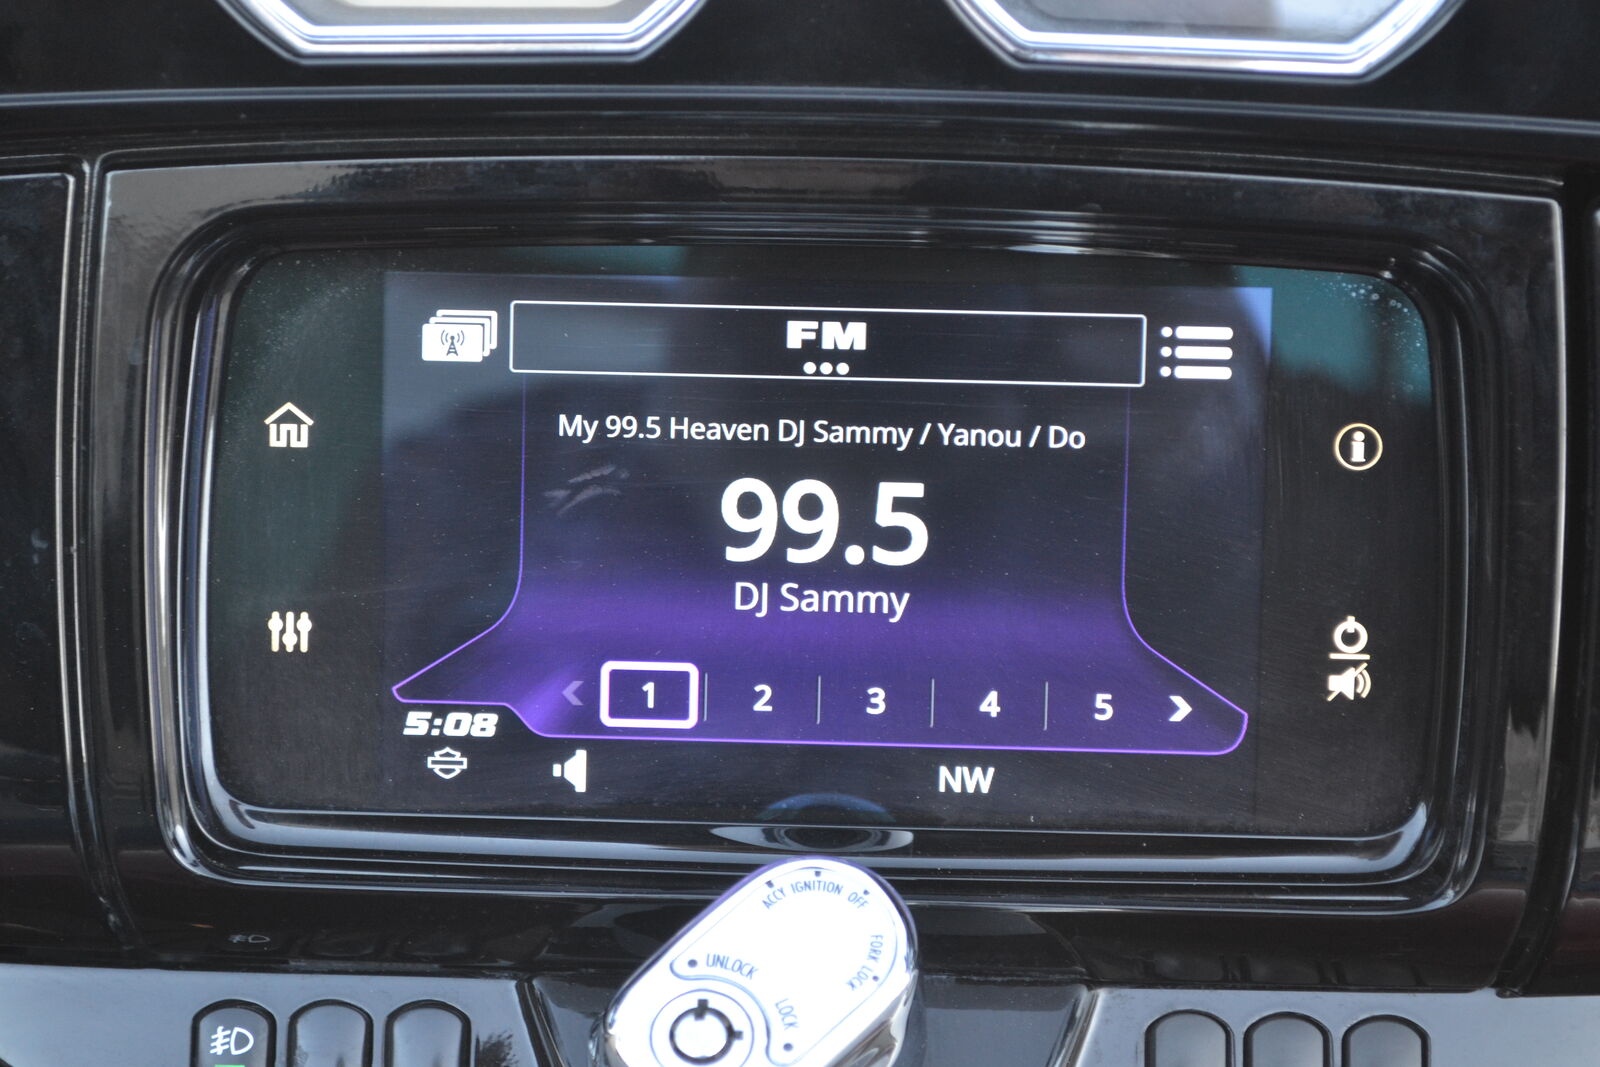 FM
My 99.5 Heaven DJ Sammy / Yanou / Do
99.5
DJ Sammy
1 2 3 4 5
5:08
NW
ACCY IGNITION OFF
FORK LOCK
UNLOCK
LOCK